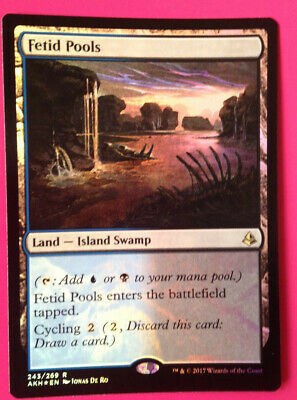 Fetid Pools
Land — Island Swamp
(: Add or to your mana pool.)
Fetid Pools enters the battlefield
tapped.
Cycling 2 (2, Discard this card:
Draw a card.)
243/269 R
AKH EN Jonas De Ro
™ & © 2017 Wizards of the Coast